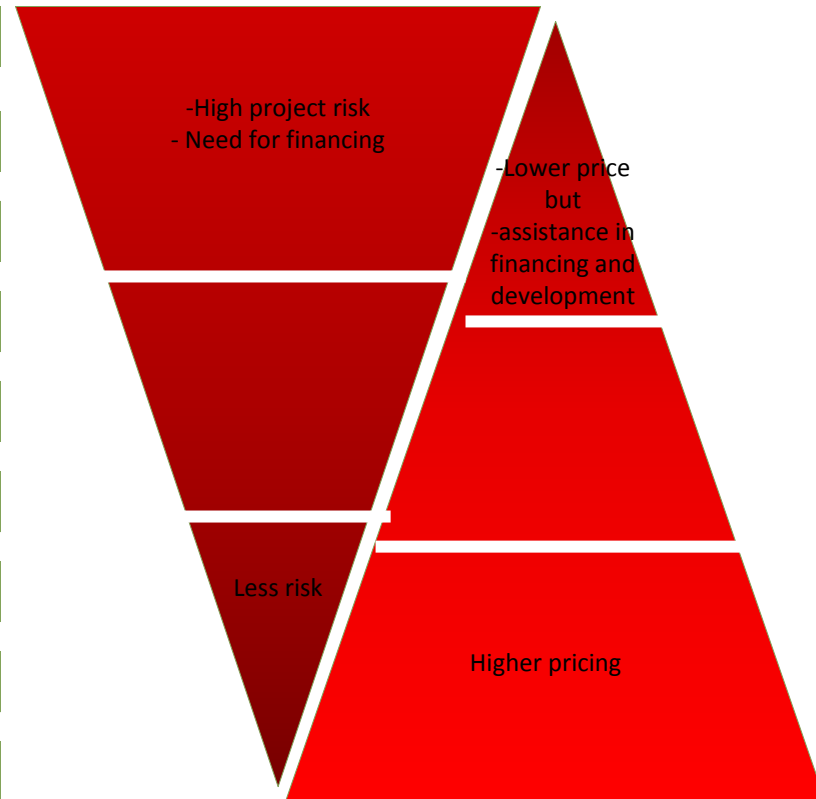 -High project risk
- Need for financing
-Lower price
but
-assistance in
financing and
development
Less risk
Higher pricing